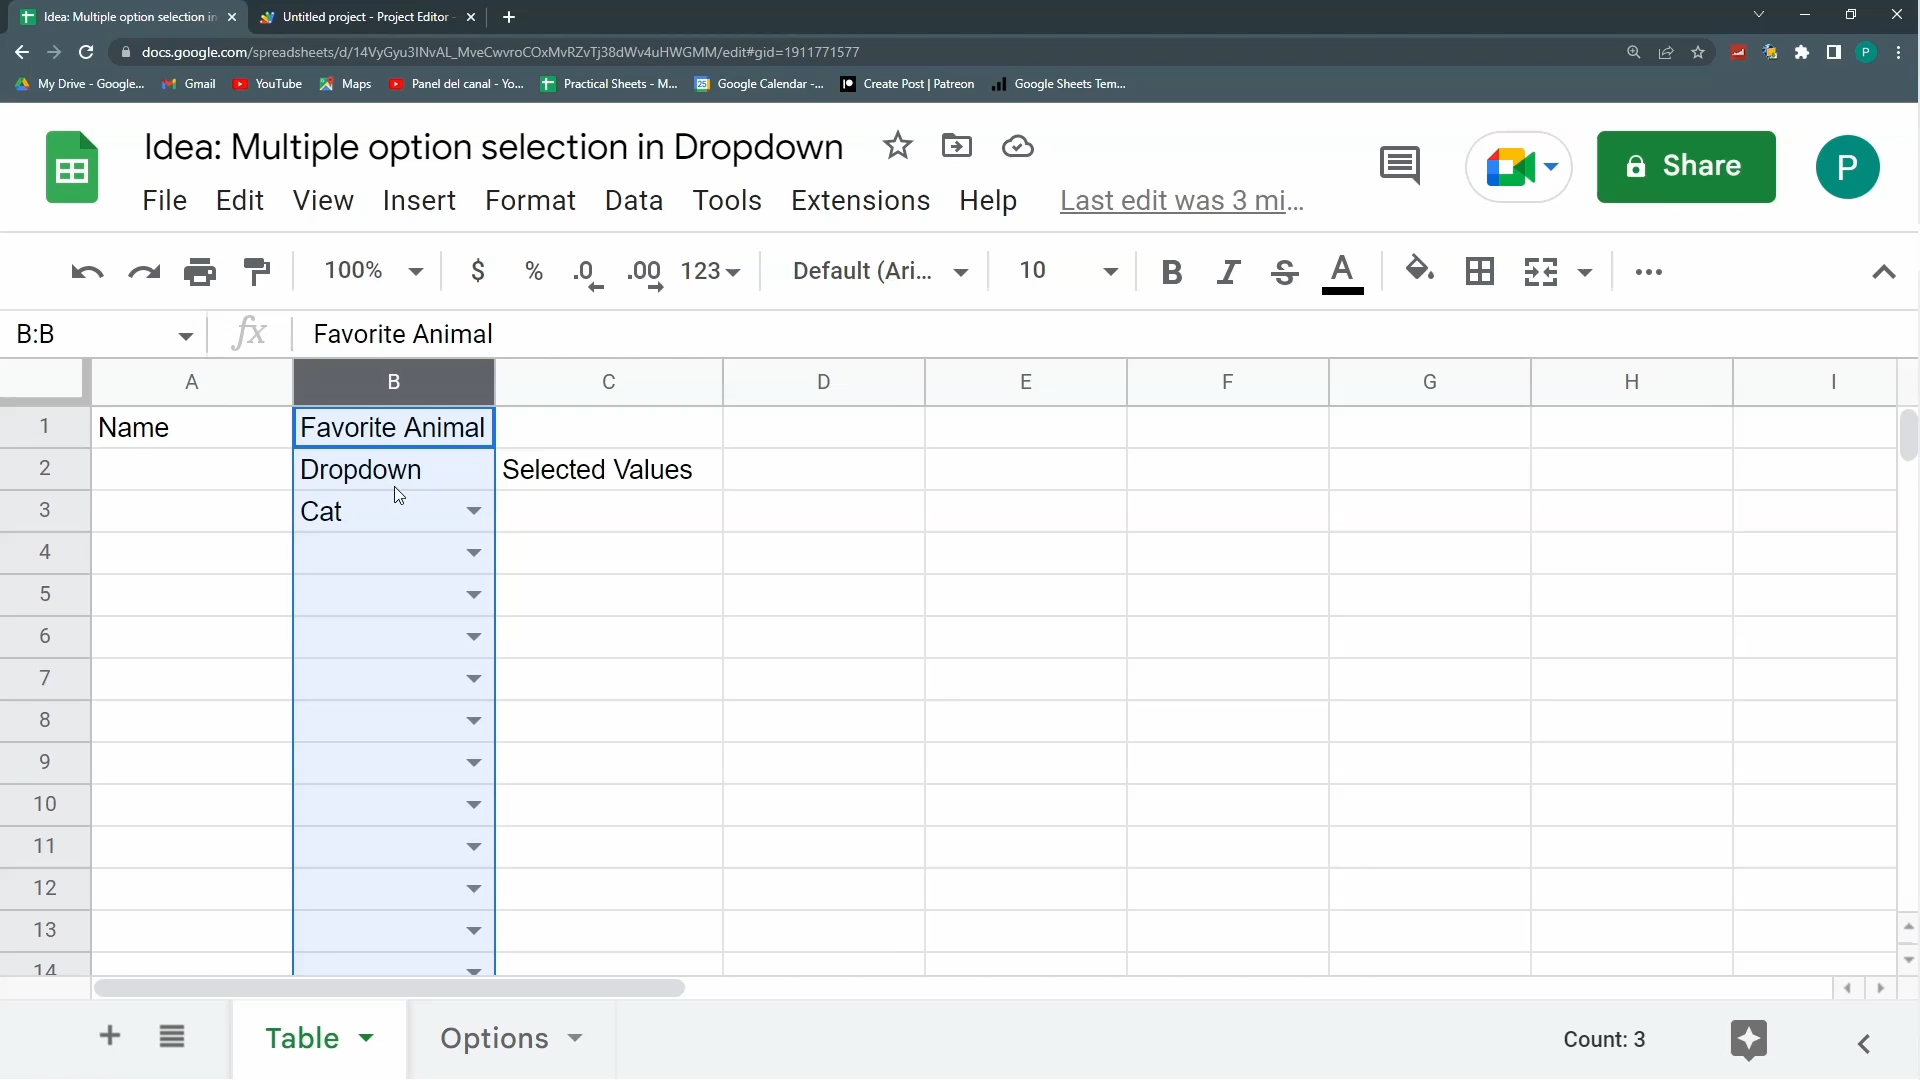 Idea: Multiple option selection in
Untitled project - Project Editor
docs.google.com/spreadsheets/d/14VyGyu3INvAL_MveCwvroCOxMvRZvTj38dWv4uHWGMM/edit#gid=1911771577
P
My Drive - Google...
Gmail
YouTube
Maps
Panel del canal - Yo...
Practical Sheets - M...
Google Calendar -...
Create Post | Patreon
Google Sheets Tem...
Idea: Multiple option selection in Dropdown
Share
P
File Edit View Insert Format Data Tools Extensions Help Last edit was 3 mi...
100% $ % .0 .00 123 Default (Ari... 10 B I S A
B:B fx Favorite Animal
A B C D E F G H I
1 Name Favorite Animal
2 Dropdown Selected Values
3 Cat
4
5
6
7
8
9
10
11
12
13
14
Table Options Count: 3